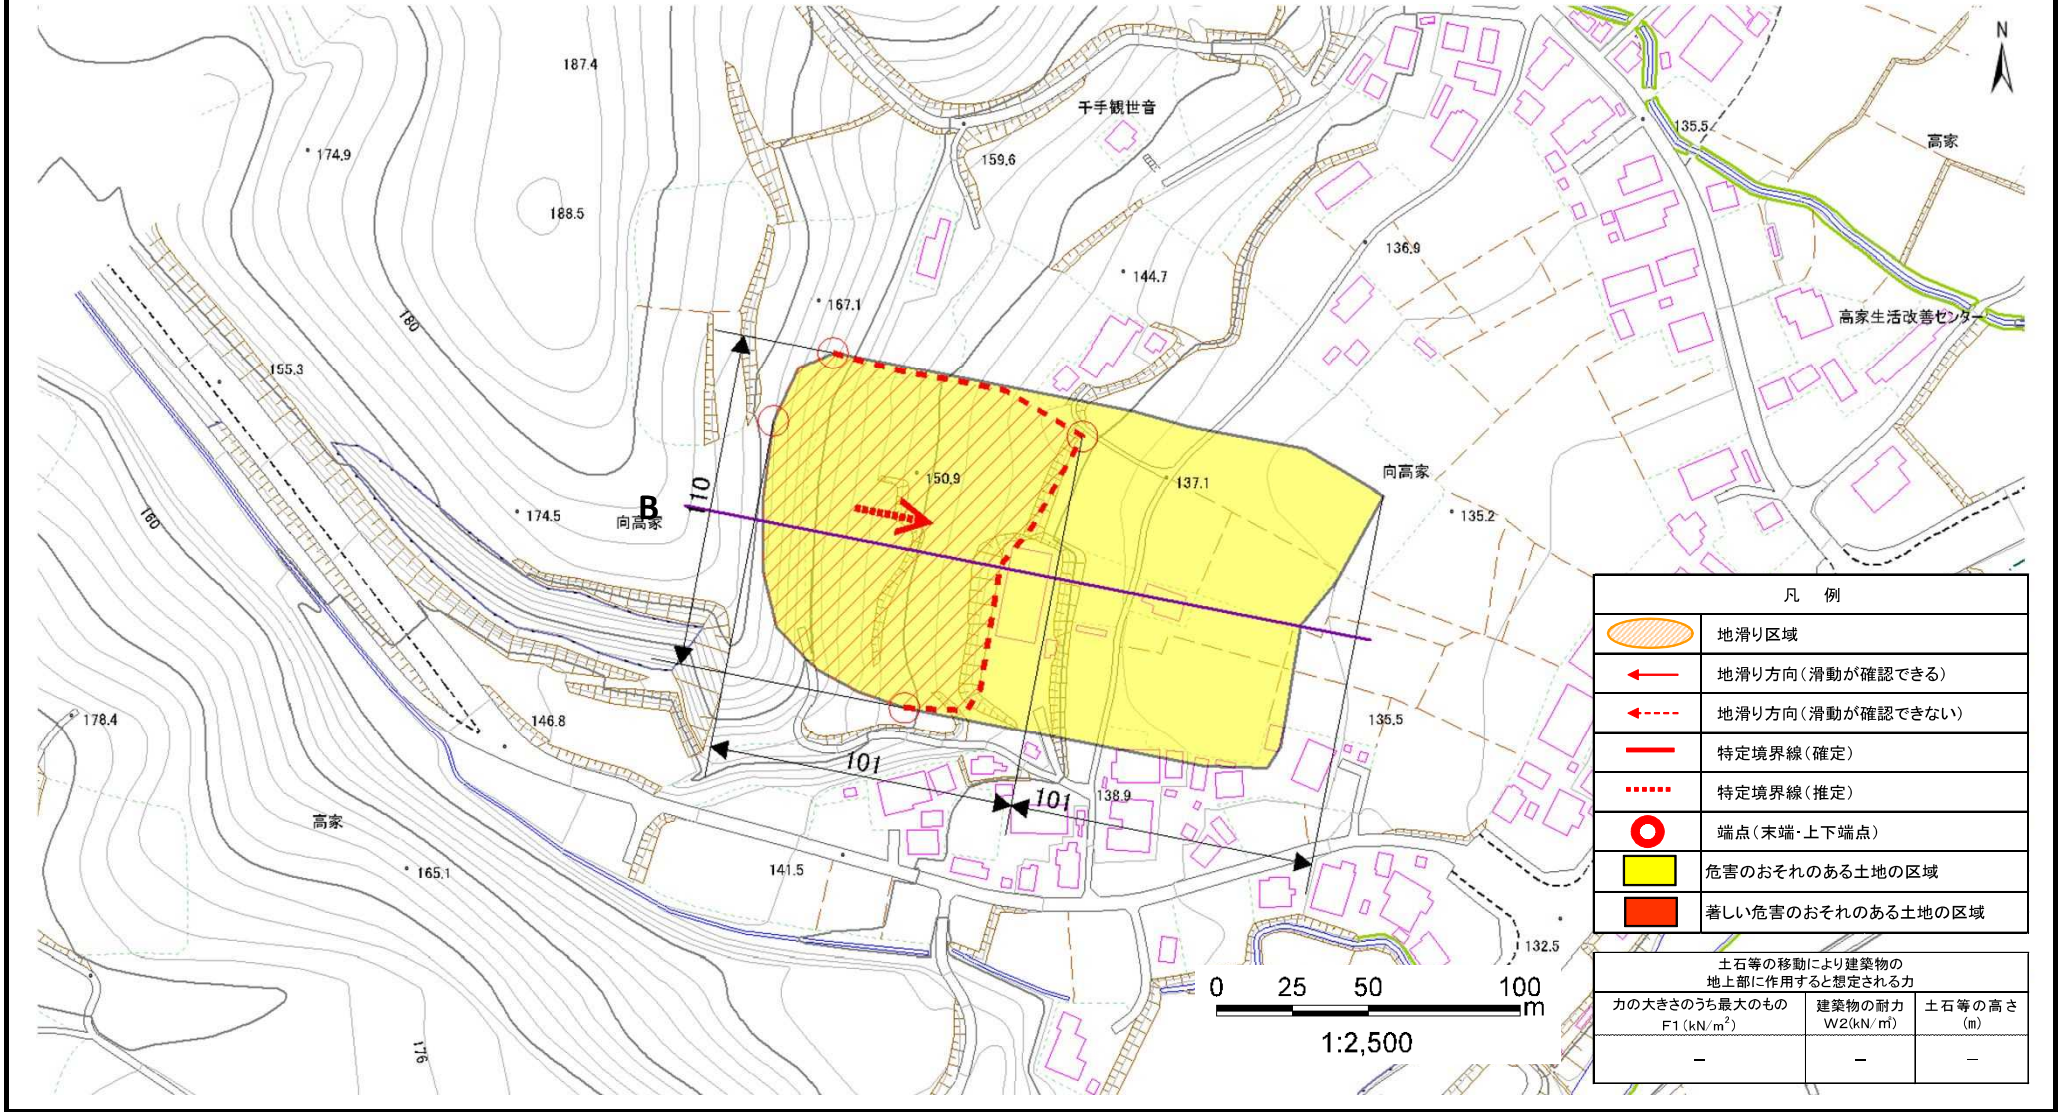 N
187.4
135.5
千手観世音
高家
159.6
174.9
188.5
136.9
144.7
167.1
180
高家生活改善センター
155.3
110
150.9
137.1
向高家
B
174.5
向高家
135.2
160
178.4
146.8
135.5
101
101
138.9
高家
165.1
141.5
132.5
176
凡 例
地滑り区域
地滑り方向(滑動が確認できる)
地滑り方向(滑動が確認できない)
特定境界線(確定)
特定境界線(推定)
端点(末端・上下端点)
危害のおそれのある土地の区域
著しい危害のおそれのある土地の区域
土石等の移動により建築物の
地上部に作用すると想定される力
力の大きさのうち最大のもの 建築物の耐力 土石等の高さ
F1(kN/m²) W2(kN/㎡) (m)
− − −
0 25 50 100
m
1:2,500